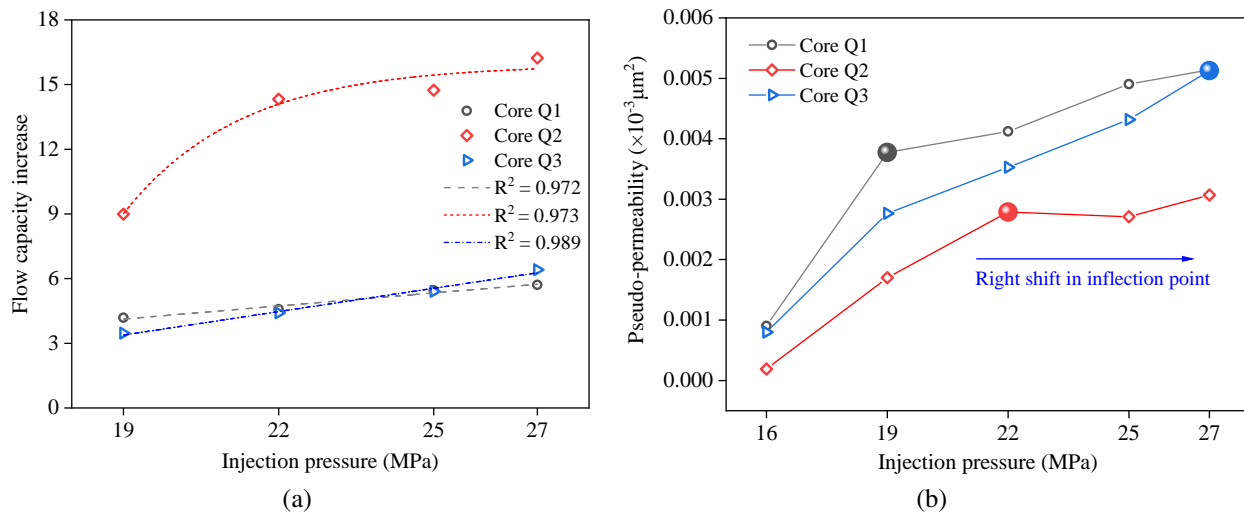 18
15
12
9
6
3
0
Flow capacity increase
Core Q1
Core Q2
Core Q3
R² = 0.972
R² = 0.973
R² = 0.989
19
22
25
27
Injection pressure (MPa)
(a)
0.006
0.005
0.004
0.003
0.002
0.001
0.000
Pseudo-permeability (×10⁻³μm²)
Core Q1
Core Q2
Core Q3
Right shift in inflection point
16
19
22
25
27
Injection pressure (MPa)
(b)